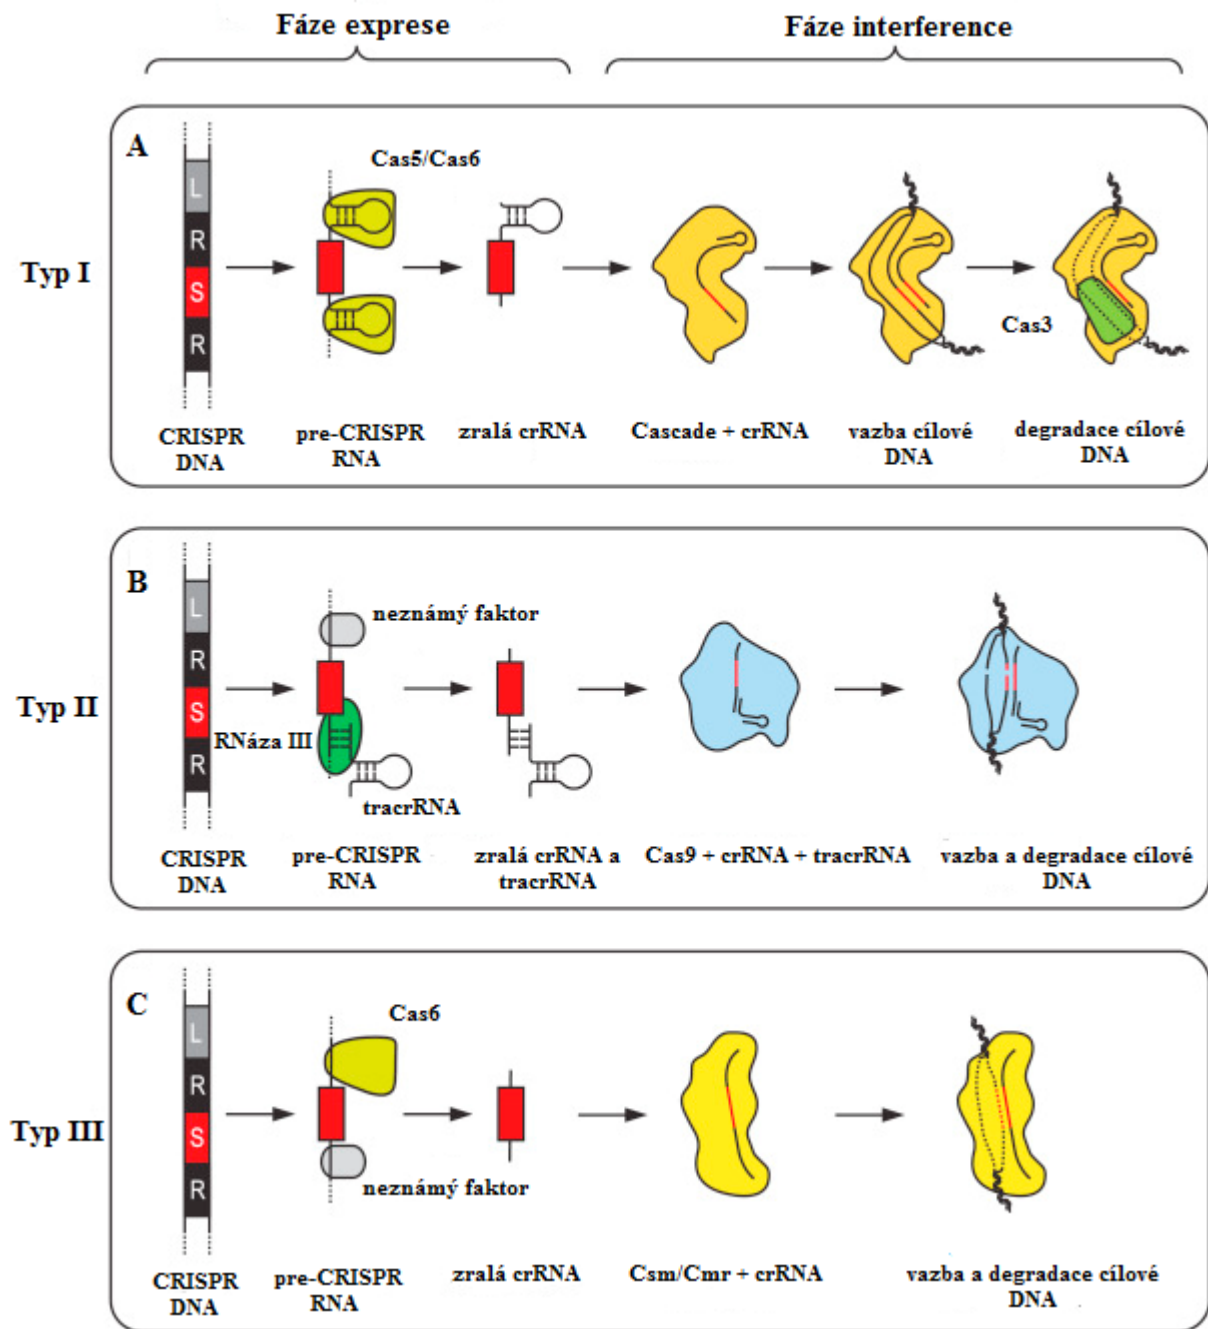 Fáze exprese
Fáze interference
A
Cas5/Cas6
L
R
S
R
Typ I
Cas3
CRISPR
DNA
pre-CRISPR
RNA
zralá crRNA
Cascade + crRNA
vazba cílové
DNA
degradace cílové
DNA
B
neznámý faktor
L
R
S
R
Typ II
RNáza III
tracrRNA
CRISPR
DNA
pre-CRISPR
RNA
zralá crRNA a
tracrRNA
Cas9 + crRNA + tracrRNA
vazba a degradace cílové
DNA
C
Cas6
L
R
S
R
Typ III
neznámý faktor
CRISPR
DNA
pre-CRISPR
RNA
zralá crRNA
Csm/Cmr + crRNA
vazba a degradace cílové
DNA